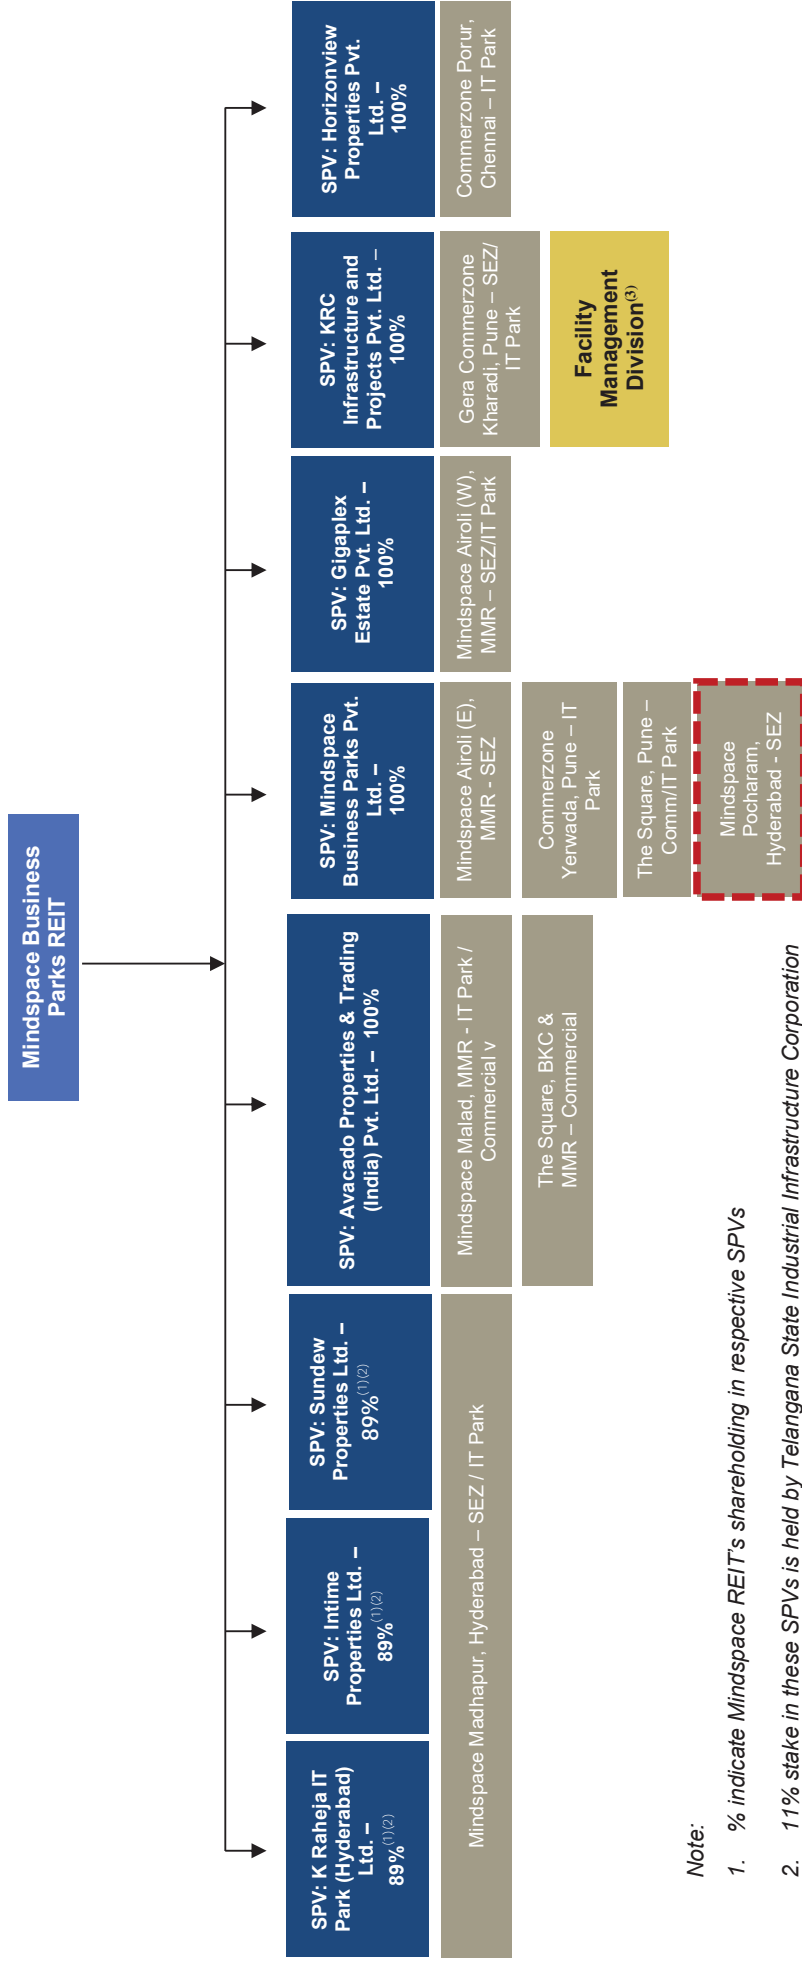 Mindspace Business
Parks REIT
SPV: K Raheja IT
Park (Hyderabad)
Ltd. –
89%(1)(2)
SPV: Intime
Properties Ltd. –
89%(1)(2)
SPV: Sundew
Properties Ltd. –
89%(1)(2)
SPV: Avacado Properties & Trading
(India) Pvt. Ltd. – 100%
SPV: Mindspace
Business Parks Pvt.
Ltd. –
100%
SPV: Gigaplex
Estate Pvt. Ltd. –
100%
SPV: KRC
Infrastructure and
Projects Pvt. Ltd. –
100%
SPV: Horizonview
Properties Pvt.
Ltd. –
100%
Mindspace Madhapur, Hyderabad – SEZ / IT Park
Mindspace Malad, MMR - IT Park /
Commercial v
The Square, BKC &
MMR – Commercial
Mindspace Airoli (E),
MMR - SEZ
Commerzone
Yerwada, Pune – IT
Park
The Square, Pune –
Comm/IT Park
Mindspace
Pocharam,
Hyderabad - SEZ
Mindspace Airoli (W),
MMR – SEZ/IT Park
Gera Commerzone
Kharadi, Pune – SEZ/
IT Park
Facility
Management
Division(3)
Commerzone Porur,
Chennai – IT Park
Note:
1. % indicate Mindspace REIT's shareholding in respective SPVs
2. 11% stake in these SPVs is held by Telangana State Industrial Infrastructure Corporation